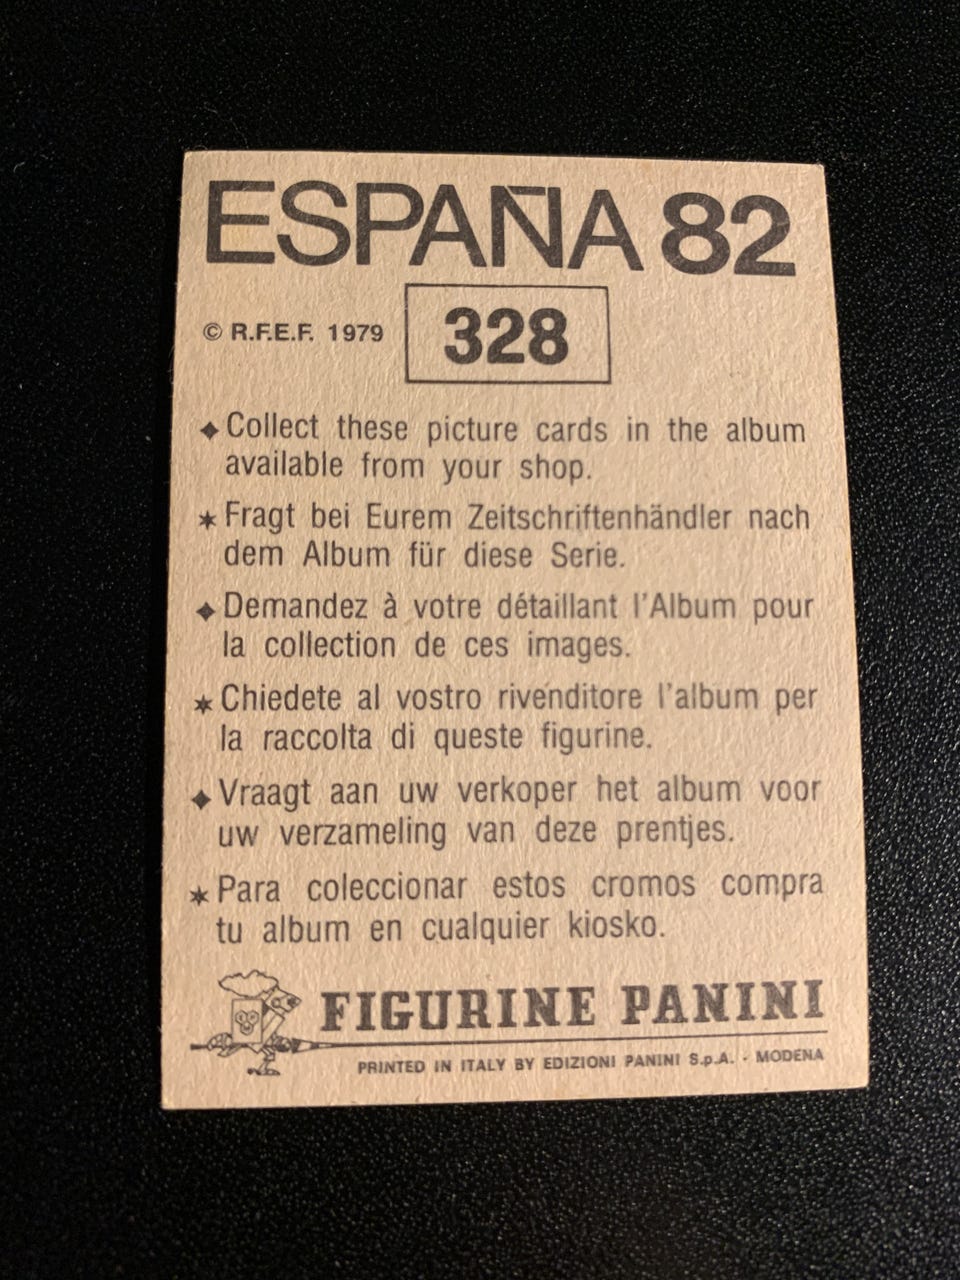 ESPAÑA 82
© R.F.E.F. 1979
328
◆ Collect these picture cards in the album
available from your shop.
✶ Fragt bei Eurem Zeitschriftenhändler nach
dem Album für diese Serie.
◆ Demandez à votre détaillant l'Album pour
la collection de ces images.
✶ Chiedete al vostro rivenditore l'album per
la raccolta di queste figurine.
◆ Vraagt aan uw verkoper het album voor
uw verzameling van deze prentjes.
✶ Para coleccionar estos cromos compra
tu album en cualquier kiosko.
FIGURINE PANINI
PRINTED IN ITALY BY EDIZIONI PANINI S.p.A. - MODENA